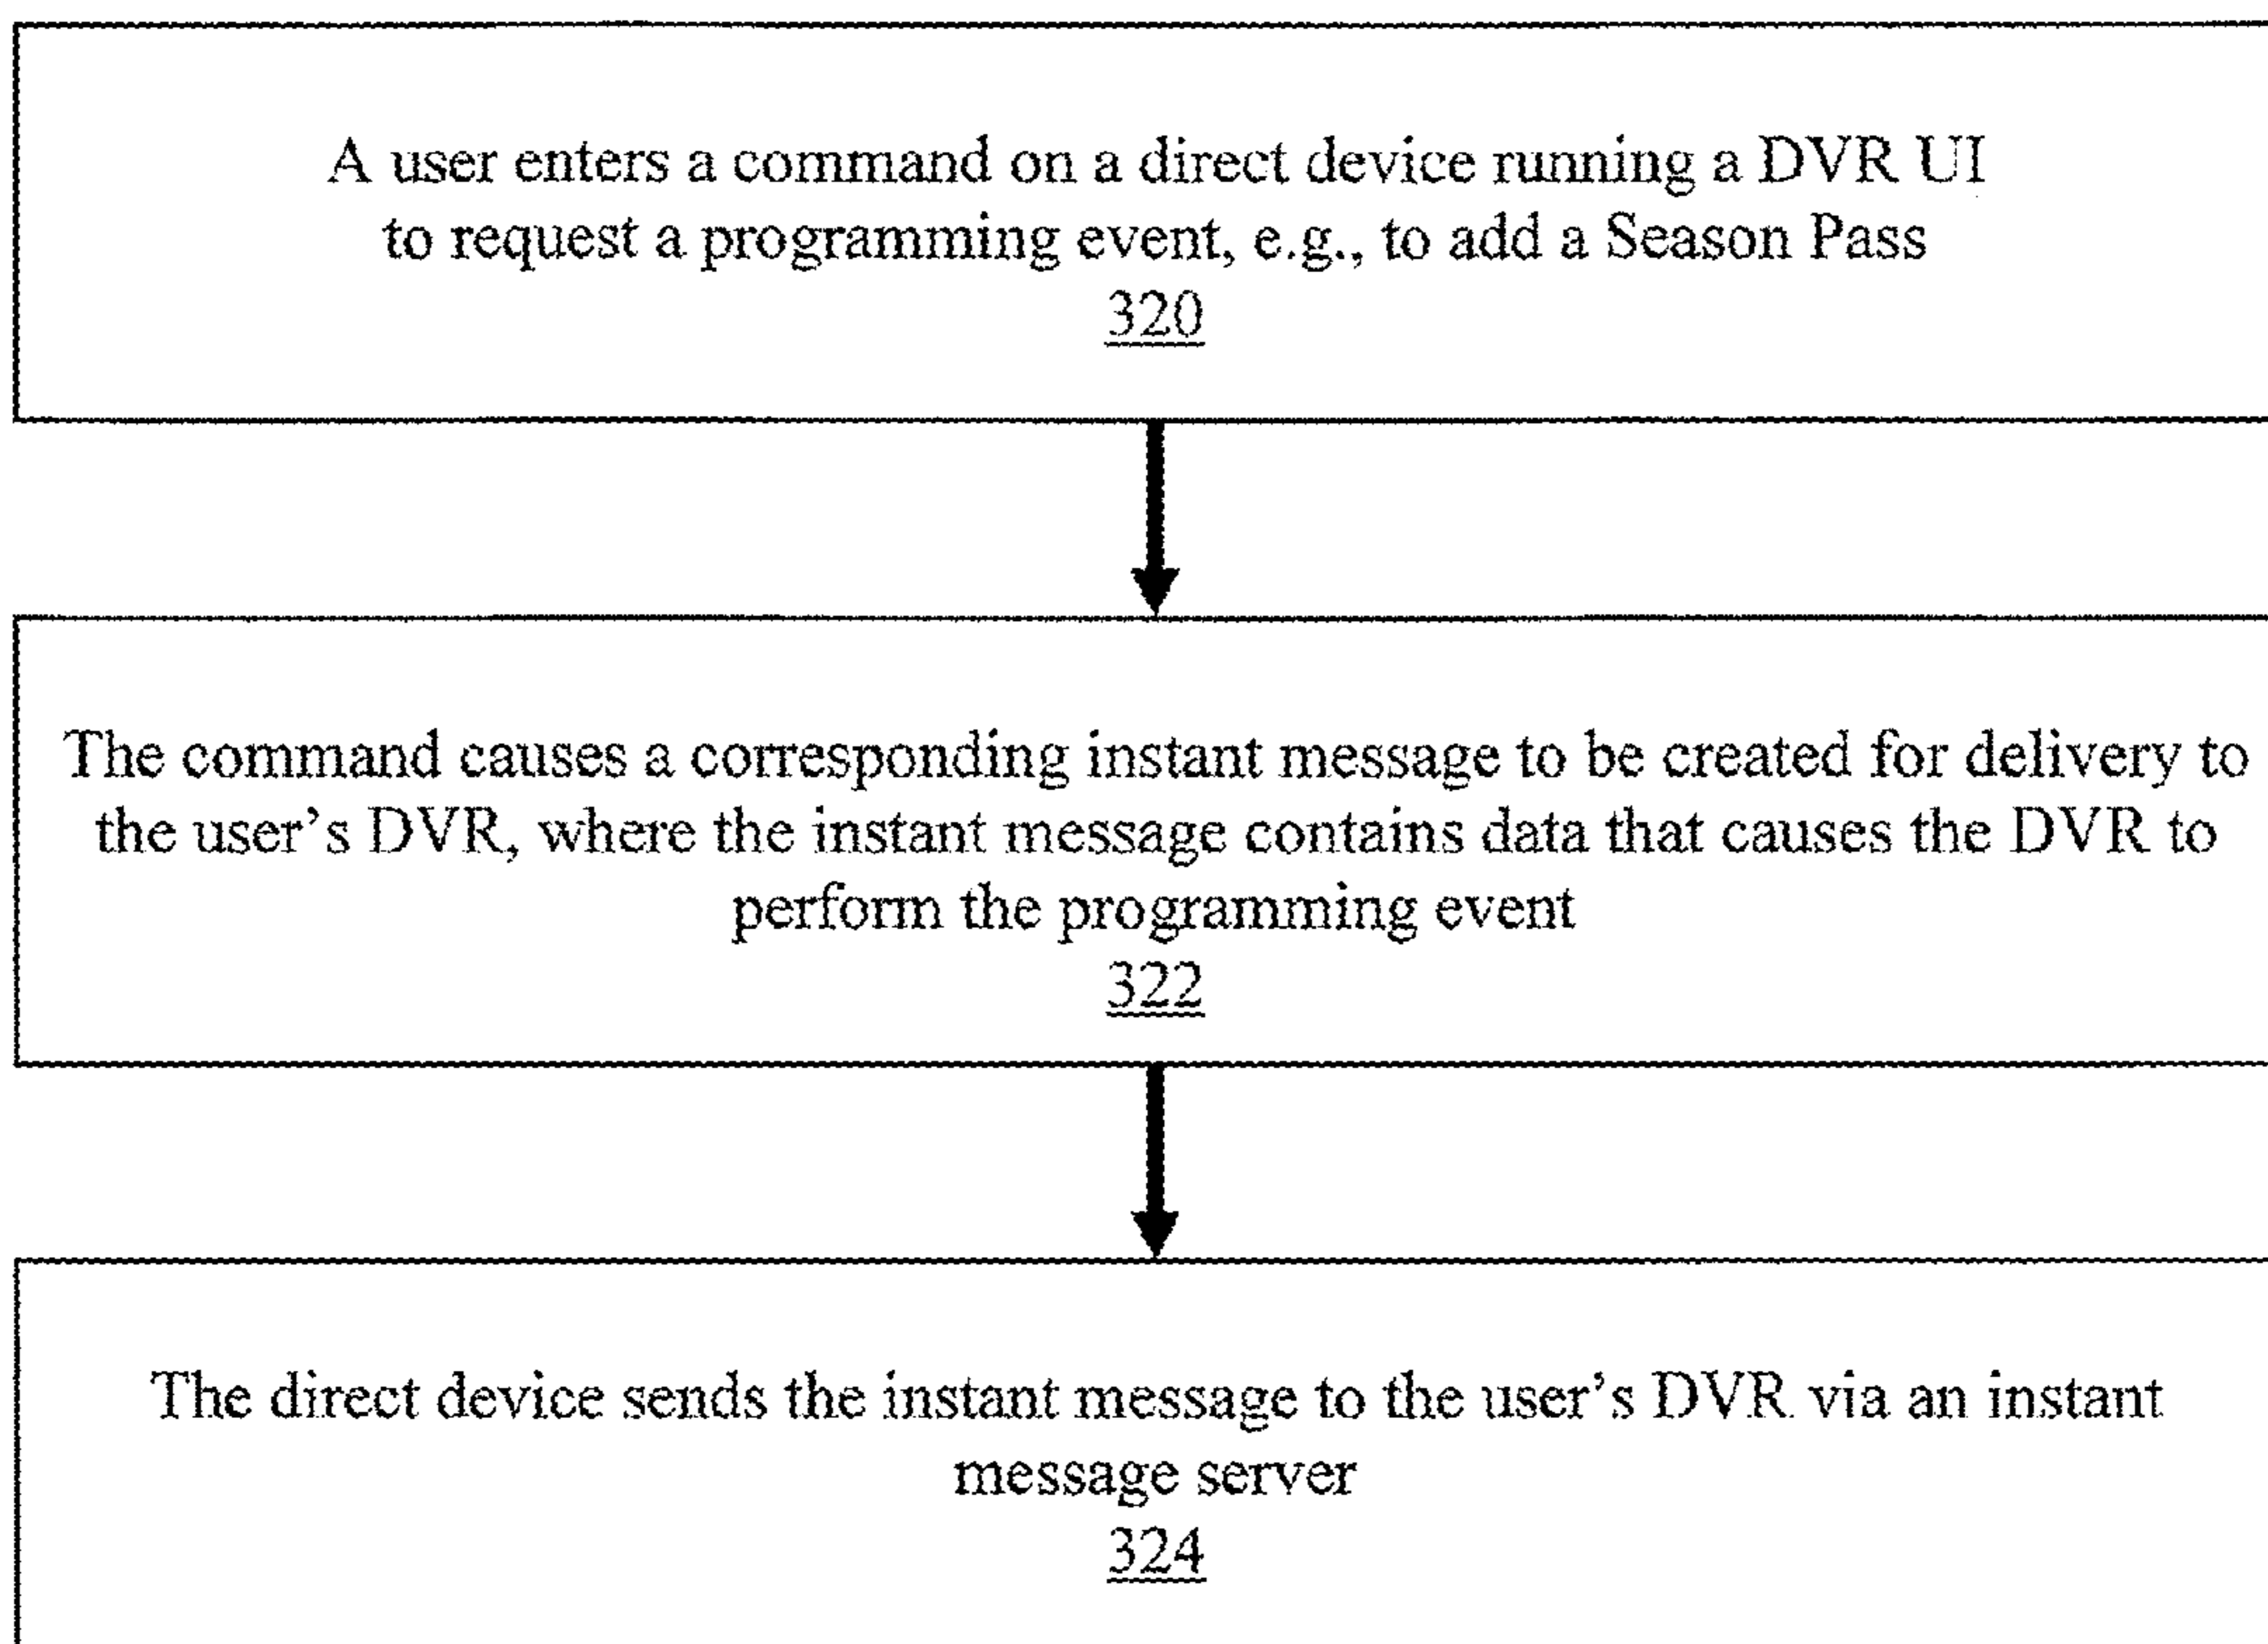 A user enters a command on a direct device running a DVR UI
to request a programming event, e.g., to add a Season Pass
320
The command causes a corresponding instant message to be created for delivery to
the user’s DVR, where the instant message contains data that causes the DVR to
perform the programming event
322
The direct device sends the instant message to the user’s DVR via an instant
message server
324